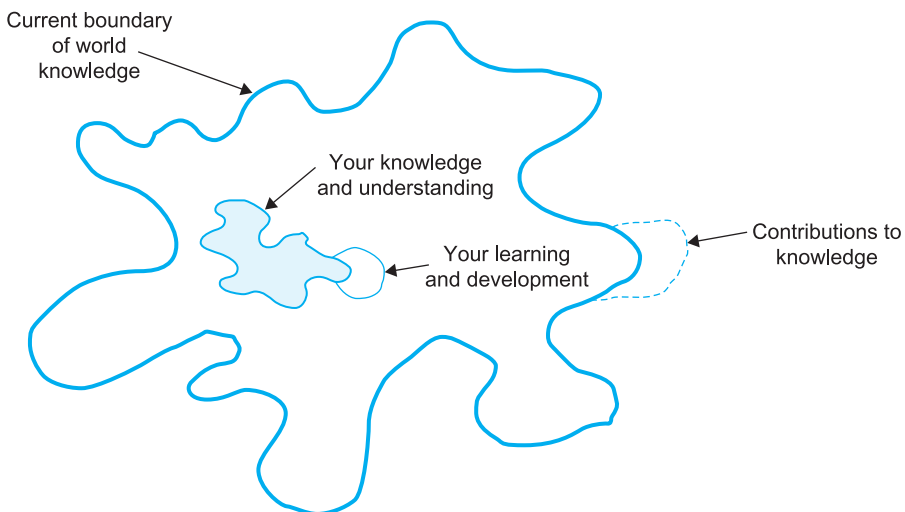 Current boundary
of world
knowledge
Your knowledge
and understanding
Your learning
and development
Contributions to
knowledge